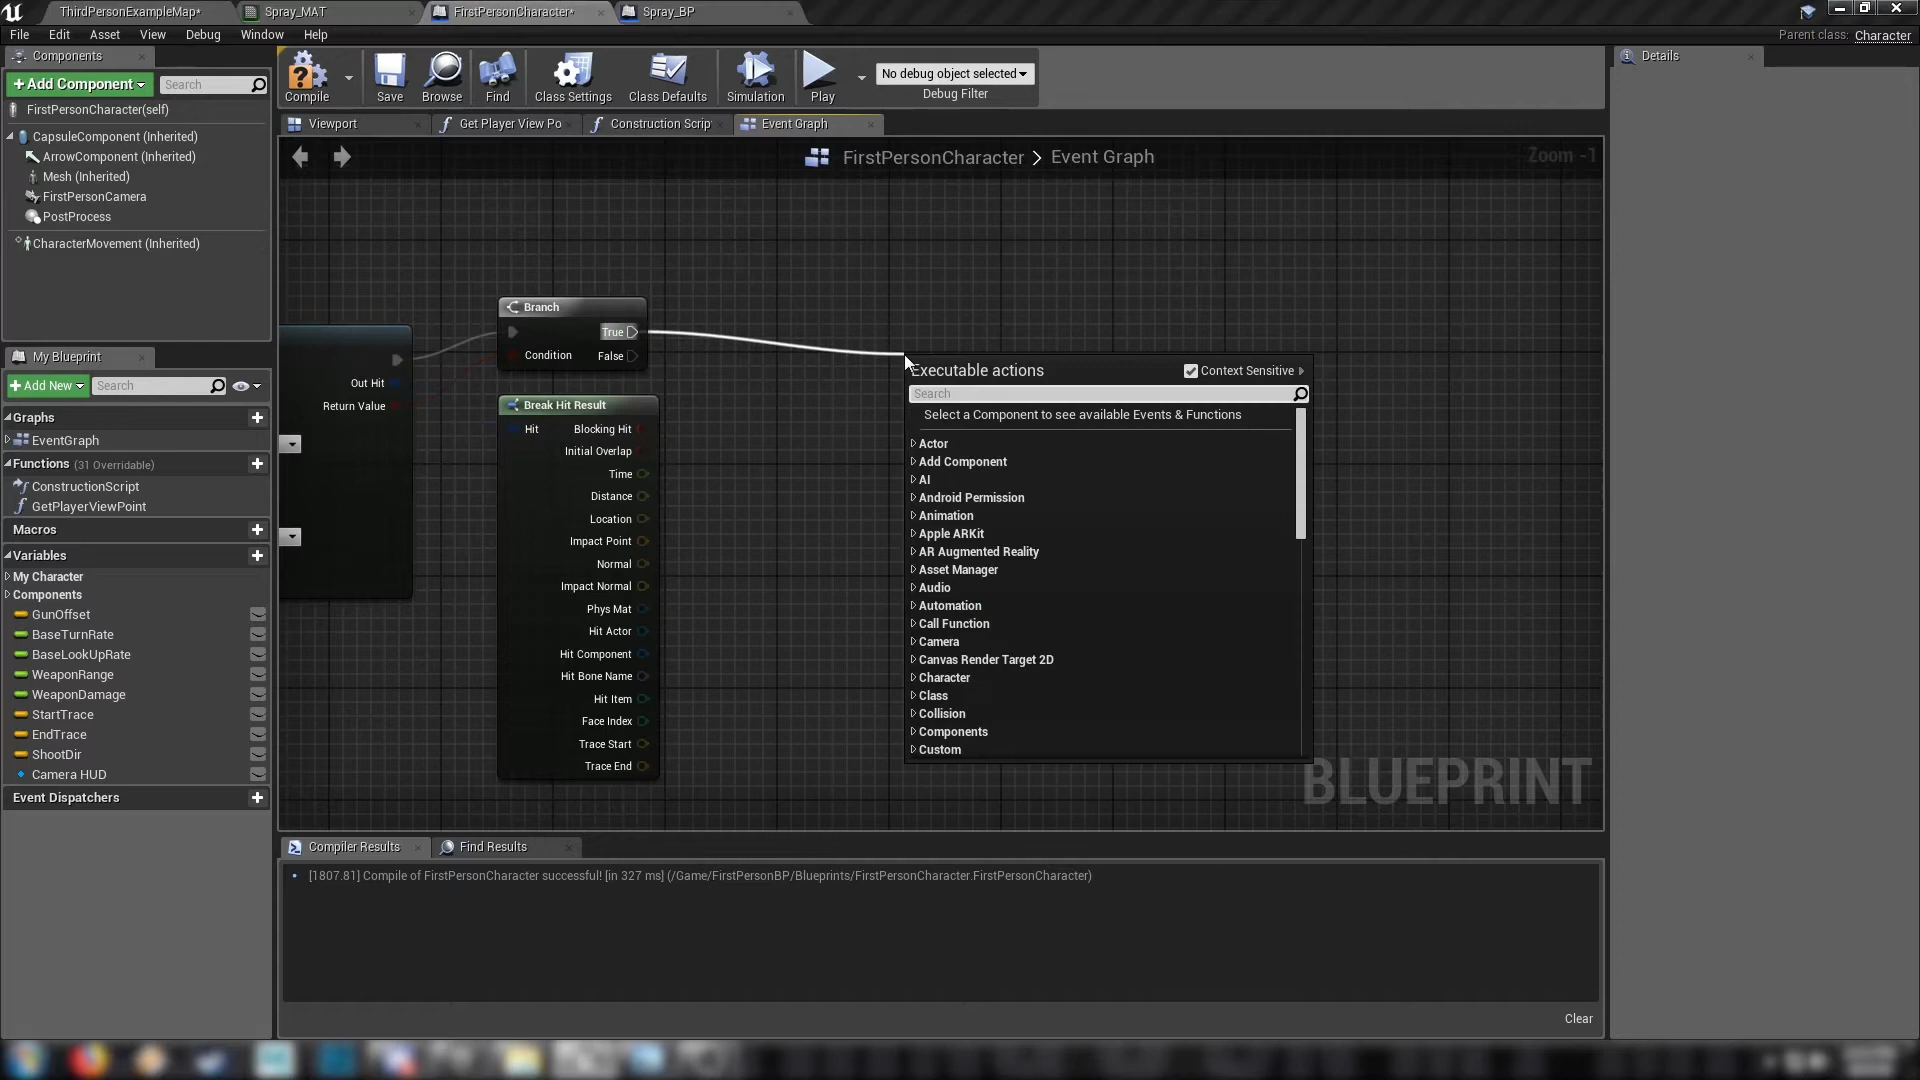 ThirdPersonExampleMap*
Spray_MAT
FirstPersonCharacter*
Spray_BP
File Edit Asset View Debug Window Help
Parent class: Character
Components
+ Add Component
Search
FirstPersonCharacter(self)
CapsuleComponent (Inherited)
ArrowComponent (Inherited)
Mesh (Inherited)
FirstPersonCamera
PostProcess
CharacterMovement (Inherited)
My Blueprint
+ Add New
Search
Graphs
EventGraph
Functions (31 Overridable)
ConstructionScript
GetPlayerViewPoint
Macros
Variables
My Character
Components
GunOffset
BaseTurnRate
BaseLookUpRate
WeaponRange
WeaponDamage
StartTrace
EndTrace
ShootDir
Camera HUD
Event Dispatchers
Compile
Save
Browse
Find
Class Settings
Class Defaults
Simulation
Play
No debug object selected
Debug Filter
Viewport
Get Player View Po
Construction Scrip
Event Graph
FirstPersonCharacter > Event Graph
Zoom -1
Out Hit
Return Value
Branch
True
Condition
False
Break Hit Result
Hit
Blocking Hit
Initial Overlap
Time
Distance
Location
Impact Point
Normal
Impact Normal
Phys Mat
Hit Actor
Hit Component
Hit Bone Name
Hit Item
Face Index
Trace Start
Trace End
Executable actions
Context Sensitive
Search
Select a Component to see available Events & Functions
Actor
Add Component
AI
Android Permission
Animation
Apple ARKit
AR Augmented Reality
Asset Manager
Audio
Automation
Call Function
Camera
Canvas Render Target 2D
Character
Class
Collision
Components
Custom
BLUEPRINT
Compiler Results
Find Results
[1807.81] Compile of FirstPersonCharacter successful! [in 327 ms] (/Game/FirstPersonBP/Blueprints/FirstPersonCharacter.FirstPersonCharacter)
Clear
Details